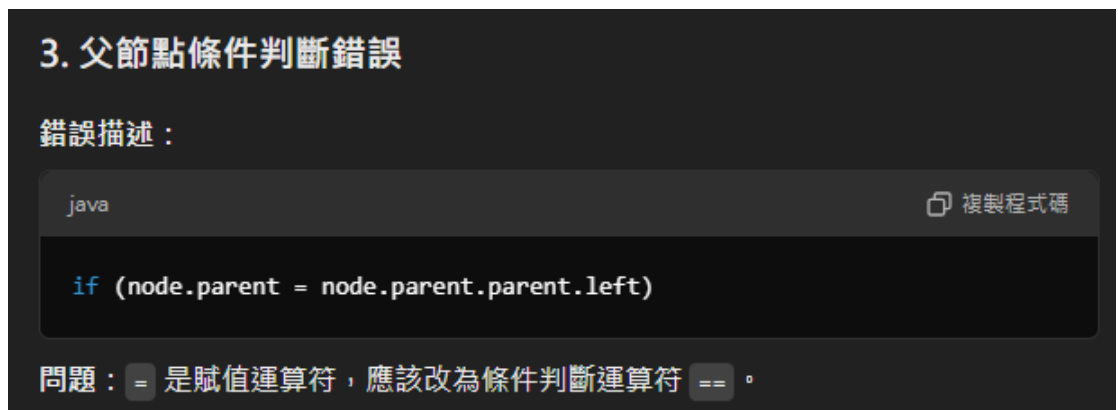 3. 父節點條件判斷錯誤
錯誤描述：
java
複製程式碼
if (node.parent = node.parent.parent.left)
問題： = 是賦值運算符，應該改為條件判斷運算符 == 。